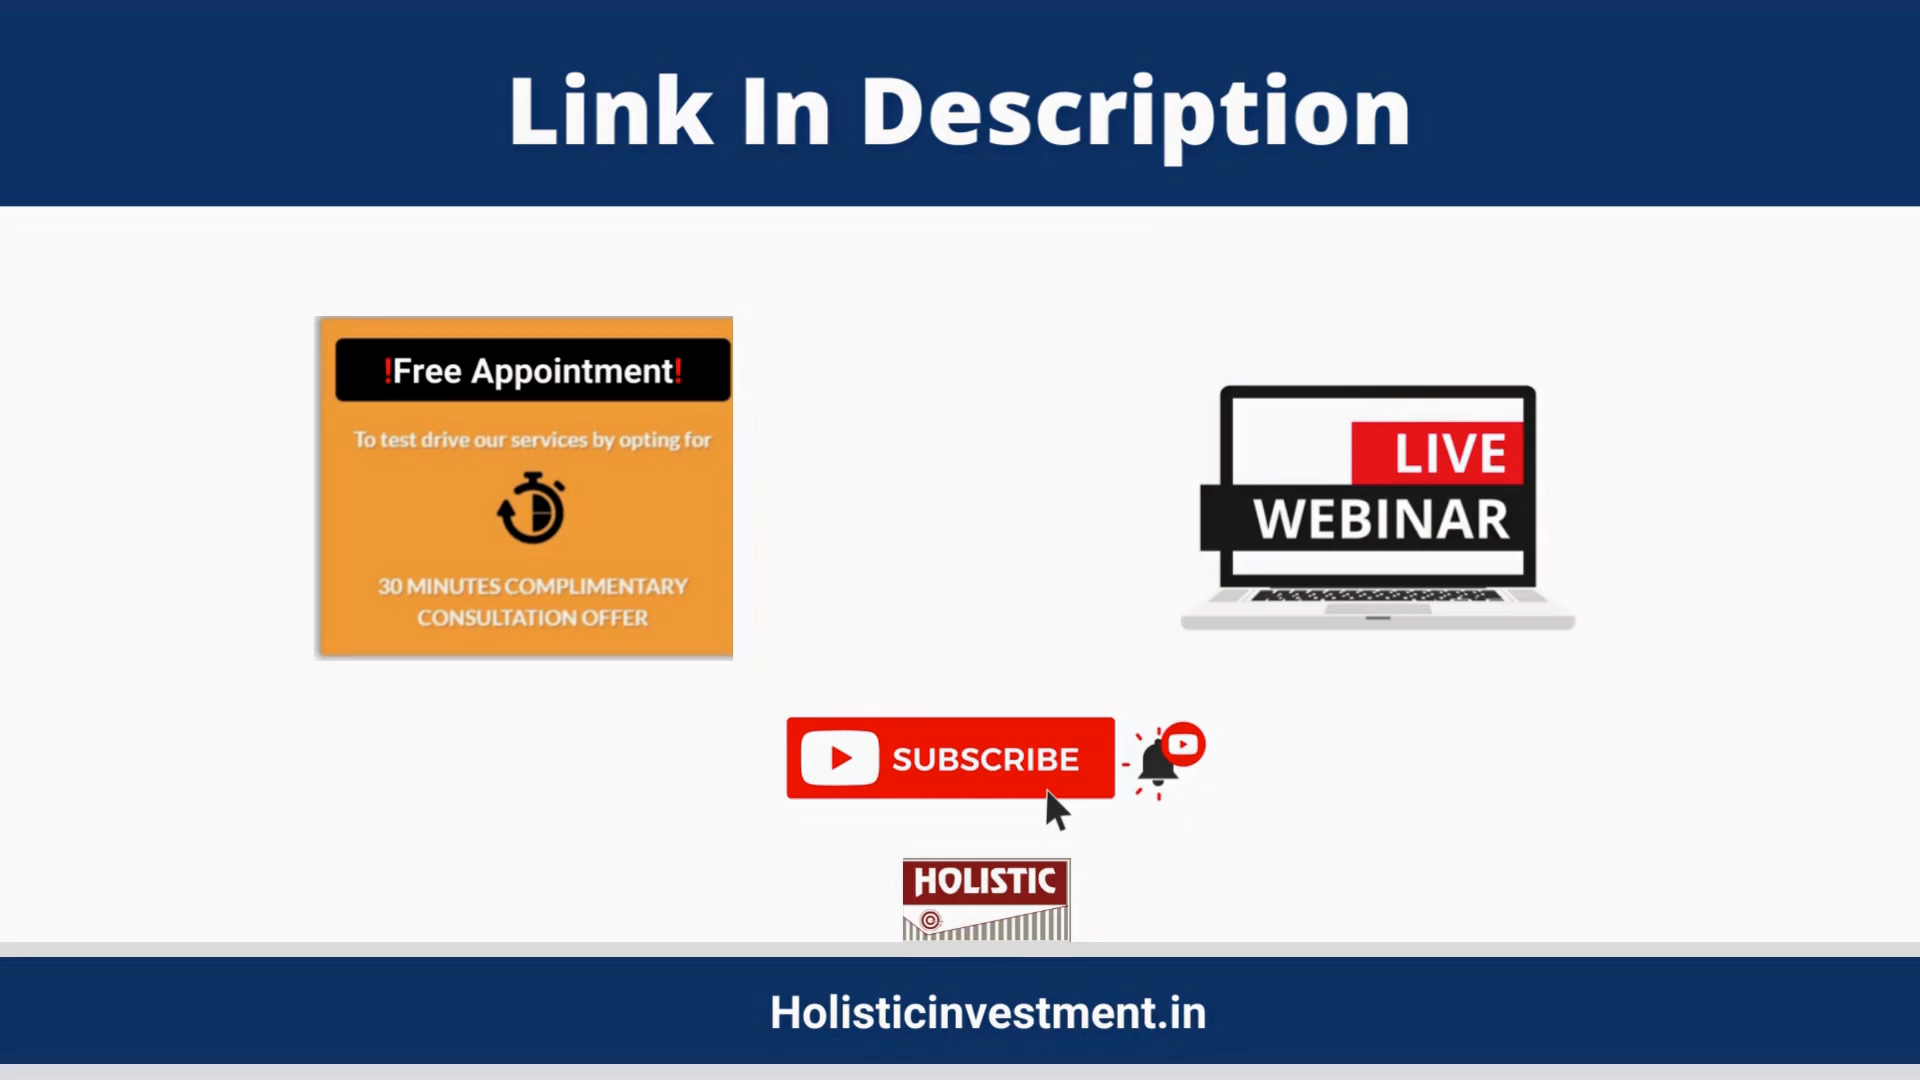 Link In Description
!Free Appointment!
To test drive our services by opting for
30 MINUTES COMPLIMENTARY
CONSULTATION OFFER
LIVE
WEBINAR
SUBSCRIBE
HOLISTIC
Holisticinvestment.in